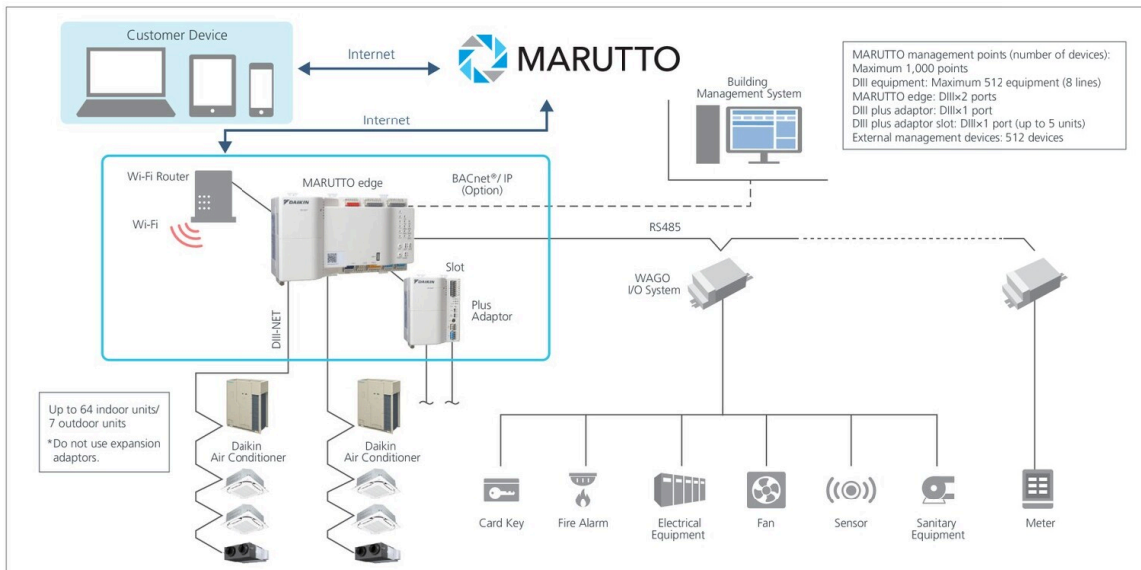 Customer Device
Internet
MARUTTO
Internet
Building
Management System
MARUTTO management points (number of devices):
Maximum 1,000 points
DIII equipment: Maximum 512 equipment (8 lines)
MARUTTO edge: DIII×2 ports
DIII plus adaptor: DIII×1 port
DIII plus adaptor slot: DIII×1 port (up to 5 units)
External management devices: 512 devices
Wi-Fi Router
Wi-Fi
MARUTTO edge
BACnet®/ IP
(Option)
DAIKIN
RS485
Slot
DAIKIN
Plus
Adaptor
DIII-NET
WAGO
I/O System
Up to 64 indoor units/
7 outdoor units
*Do not use expansion
adaptors.
Daikin
Air Conditioner
Daikin
Air Conditioner
Card Key
Fire Alarm
Electrical
Equipment
Fan
Sensor
Sanitary
Equipment
Meter